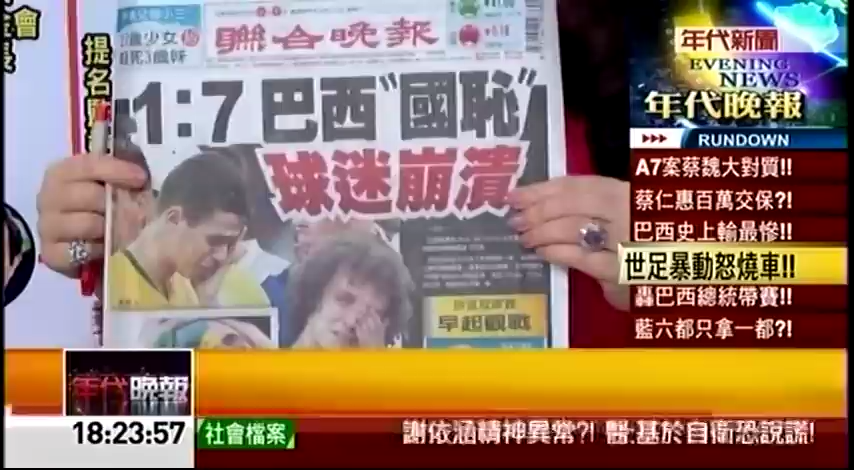 提名
聯合晚報
1:7 巴西"國恥"
球迷崩潰
早起觀戰
年代新聞
EVENING
NEWS
年代晚報
RUNDOWN
A7案蔡魏大對質!!
蔡仁惠百萬交保?!
巴西史上輸最慘!!
世足暴動怒燒車!!
轟巴西總統帶賽!!
藍六都只拿一都?!
年代晚報
18:23:57
社會檔案
謝依涵精神異常?! 醫:基於自衛恐說謊!